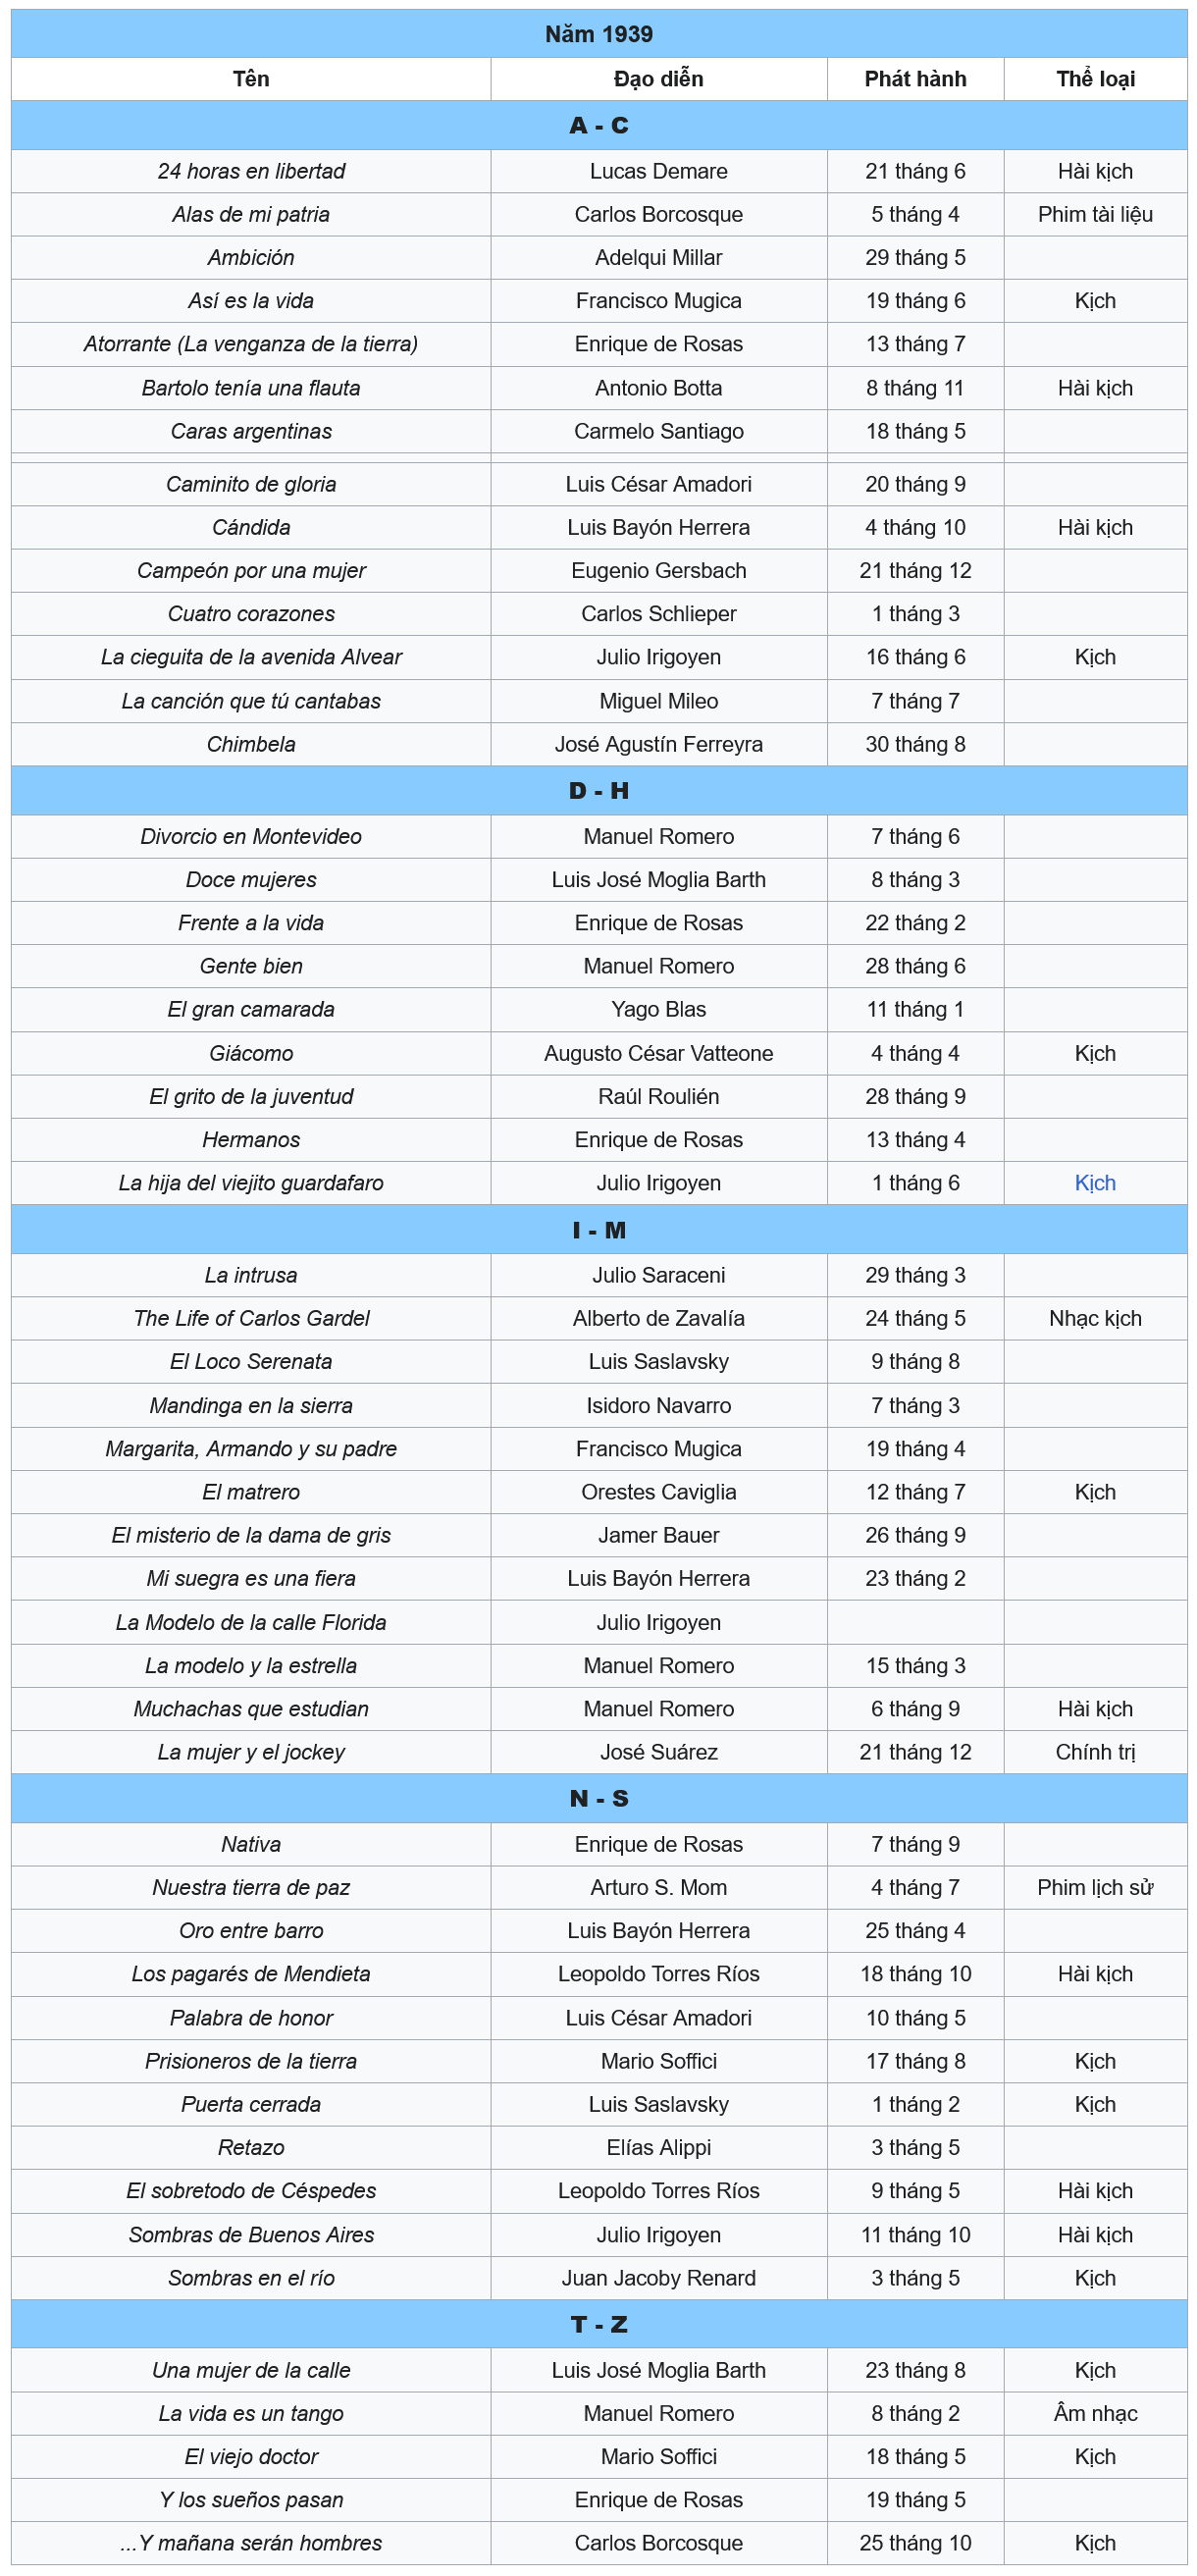 Năm 1939
Tên Đạo diễn Phát hành Thể loại
A - C
24 horas en libertad Lucas Demare 21 tháng 6 Hài kịch
Alas de mi patria Carlos Borcosque 5 tháng 4 Phim tài liệu
Ambición Adelqui Millar 29 tháng 5
Así es la vida Francisco Mugica 19 tháng 6 Kịch
Atorrante (La venganza de la tierra) Enrique de Rosas 13 tháng 7
Bartolo tenía una flauta Antonio Botta 8 tháng 11 Hài kịch
Caras argentinas Carmelo Santiago 18 tháng 5
Caminito de gloria Luis César Amadori 20 tháng 9
Cándida Luis Bayón Herrera 4 tháng 10 Hài kịch
Campeón por una mujer Eugenio Gersbach 21 tháng 12
Cuatro corazones Carlos Schlieper 1 tháng 3
La cieguita de la avenida Alvear Julio Irigoyen 16 tháng 6 Kịch
La canción que tú cantabas Miguel Mileo 7 tháng 7
Chimbela José Agustín Ferreyra 30 tháng 8
D - H
Divorcio en Montevideo Manuel Romero 7 tháng 6
Doce mujeres Luis José Moglia Barth 8 tháng 3
Frente a la vida Enrique de Rosas 22 tháng 2
Gente bien Manuel Romero 28 tháng 6
El gran camarada Yago Blas 11 tháng 1
Giácomo Augusto César Vatteone 4 tháng 4 Kịch
El grito de la juventud Raúl Roulién 28 tháng 9
Hermanos Enrique de Rosas 13 tháng 4
La hija del viejito guardafaro Julio Irigoyen 1 tháng 6 Kịch
I - M
La intrusa Julio Saraceni 29 tháng 3
The Life of Carlos Gardel Alberto de Zavalía 24 tháng 5 Nhạc kịch
El Loco Serenata Luis Saslavsky 9 tháng 8
Mandinga en la sierra Isidoro Navarro 7 tháng 3
Margarita, Armando y su padre Francisco Mugica 19 tháng 4
El matrero Orestes Caviglia 12 tháng 7 Kịch
El misterio de la dama de gris Jamer Bauer 26 tháng 9
Mi suegra es una fiera Luis Bayón Herrera 23 tháng 2
La Modelo de la calle Florida Julio Irigoyen
La modelo y la estrella Manuel Romero 15 tháng 3
Muchachas que estudian Manuel Romero 6 tháng 9 Hài kịch
La mujer y el jockey José Suárez 21 tháng 12 Chính trị
N - S
Nativa Enrique de Rosas 7 tháng 9
Nuestra tierra de paz Arturo S. Mom 4 tháng 7 Phim lịch sử
Oro entre barro Luis Bayón Herrera 25 tháng 4
Los pagarés de Mendieta Leopoldo Torres Ríos 18 tháng 10 Hài kịch
Palabra de honor Luis César Amadori 10 tháng 5
Prisioneros de la tierra Mario Soffici 17 tháng 8 Kịch
Puerta cerrada Luis Saslavsky 1 tháng 2 Kịch
Retazo Elías Alippi 3 tháng 5
El sobretodo de Céspedes Leopoldo Torres Ríos 9 tháng 5 Hài kịch
Sombras de Buenos Aires Julio Irigoyen 11 tháng 10 Hài kịch
Sombras en el río Juan Jacoby Renard 3 tháng 5 Kịch
T - Z
Una mujer de la calle Luis José Moglia Barth 23 tháng 8 Kịch
La vida es un tango Manuel Romero 8 tháng 2 Âm nhạc
El viejo doctor Mario Soffici 18 tháng 5 Kịch
Y los sueños pasan Enrique de Rosas 19 tháng 5
...Y mañana serán hombres Carlos Borcosque 25 tháng 10 Kịch